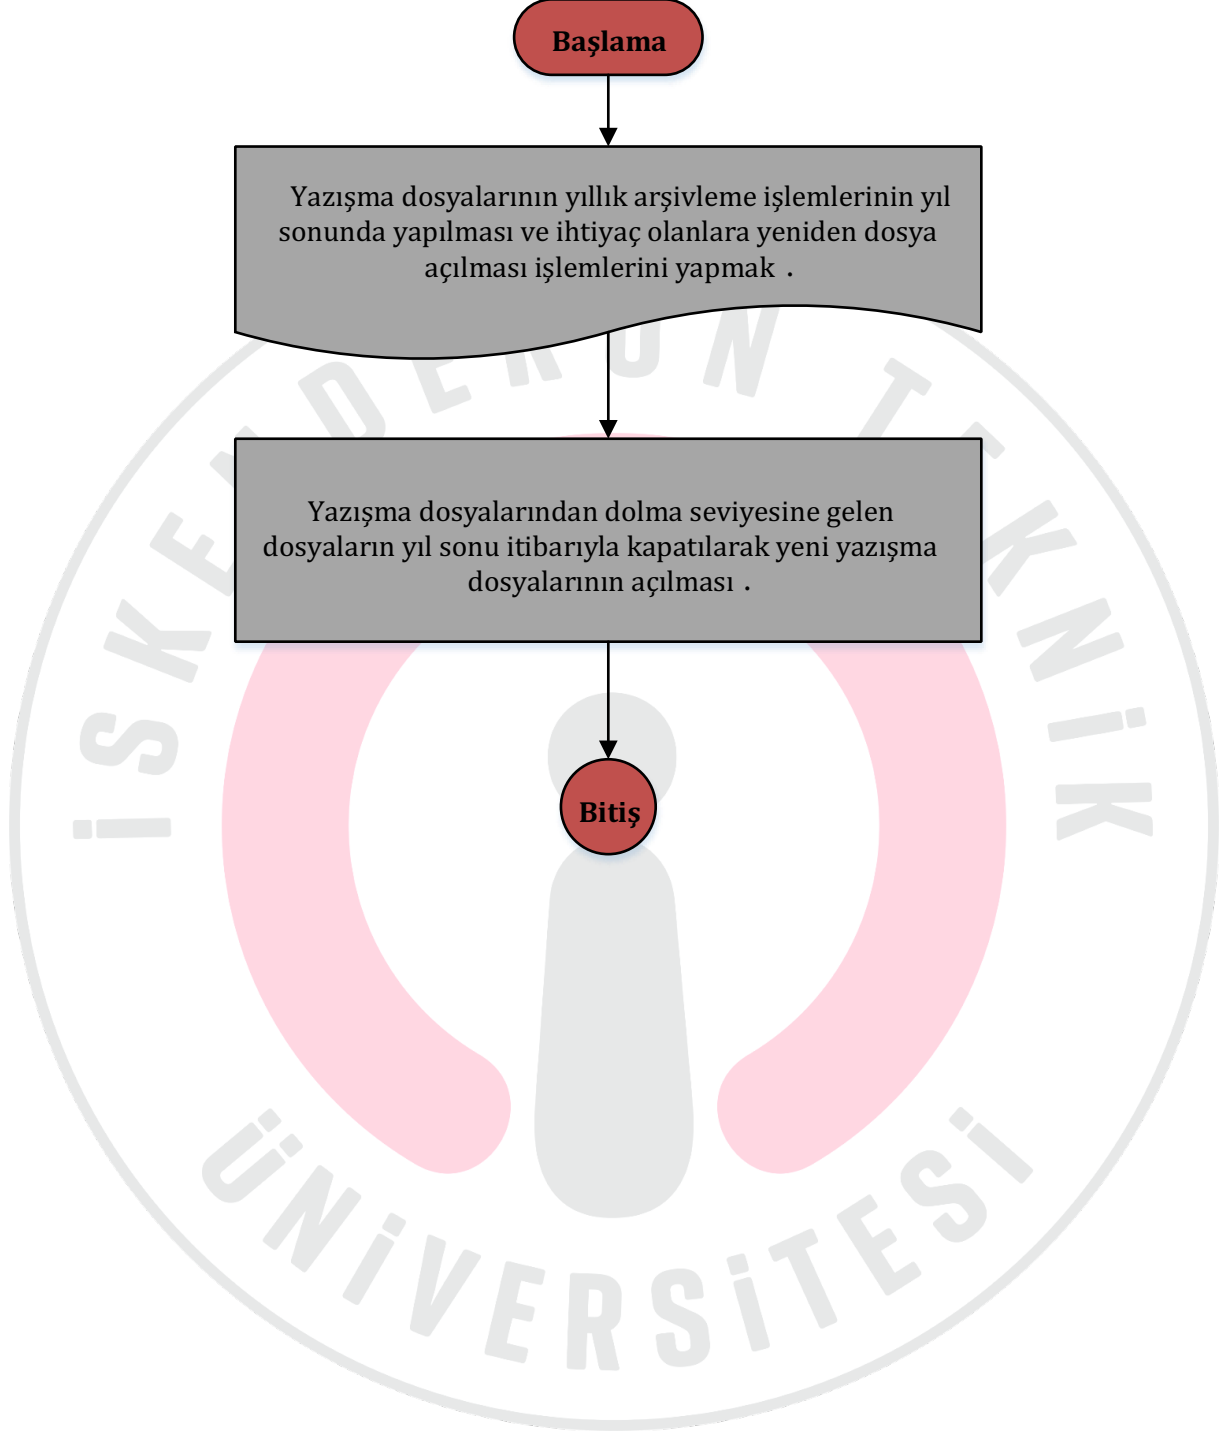 Başlama
Yazışma dosyalarının yıllık arşivleme işlemlerinin yıl
sonunda yapılması ve ihtiyaç olanlara yeniden dosya
açılması işlemlerini yapmak .
Yazışma dosyalarından dolma seviyesine gelen
dosyaların yıl sonu itibarıyla kapatılarak yeni yazışma
dosyalarının açılması .
Bitiş
İSKENDERUN TEKNİK
ÜNİVERSİTESİ